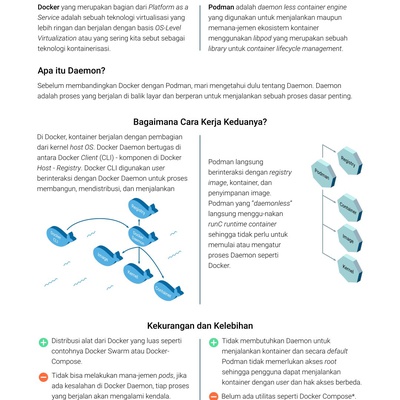 Docker yang merupakan bagian dari Platform as a
Service adalah sebuah teknologi virtualisasi yang
lebih ringan dan berjalan dengan basis OS-Level
Virtualization atau yang sering kita sebut sebagai
teknologi kontainerisasi.
Podman adalah daemon less container engine
yang digunakan untuk menjalankan maupun
memana-jemen ekosistem kontainer
menggunakan libpod yang merupakan sebuah
library untuk container lifecycle management.
Apa itu Daemon?
Sebelum membandingkan Docker dengan Podman, mari mengetahui dulu tentang Daemon. Daemon
adalah proses yang berjalan di balik layar dan berperan untuk menjalankan sebuah proses dasar penting.
Bagaimana Cara Kerja Keduanya?
Di Docker, kontainer berjalan dengan pembagian
dari kernel host OS. Docker Daemon bertugas di
antara Docker Client (CLI) - komponen di Docker
Host - Registry. Docker CLI digunakan user
berinteraksi dengan Docker Daemon untuk proses
membangun, mendistribusi, dan menjalankan
Podman langsung
berinteraksi dengan registry
image, kontainer, dan
penyimpanan image.
Podman yang "daemonless"
langsung menggu-nakan
runC runtime container
sehingga tidak perlu untuk
memulai atau mengatur
proses Daemon seperti
Docker.
Registry
Podman
Container
Image
Kernel
Kekurangan dan Kelebihan
Distribusi alat dari Docker yang luas seperti
contohnya Docker Swarm atau Docker-
Compose.
Tidak bisa melakukan mana-jemen pods, jika
ada kesalahan di Docker Daemon, tiap proses
yang berjalan akan mengalami kendala.
Tidak membutuhkan Daemon untuk
menjalankan kontainer dan secara default
Podman tidak memerlukan akses root
sehingga pengguna dapat menjalankan
kontainer dengan user dan hak akses berbeda.
Belum ada utilitas seperti Docker Compose*.